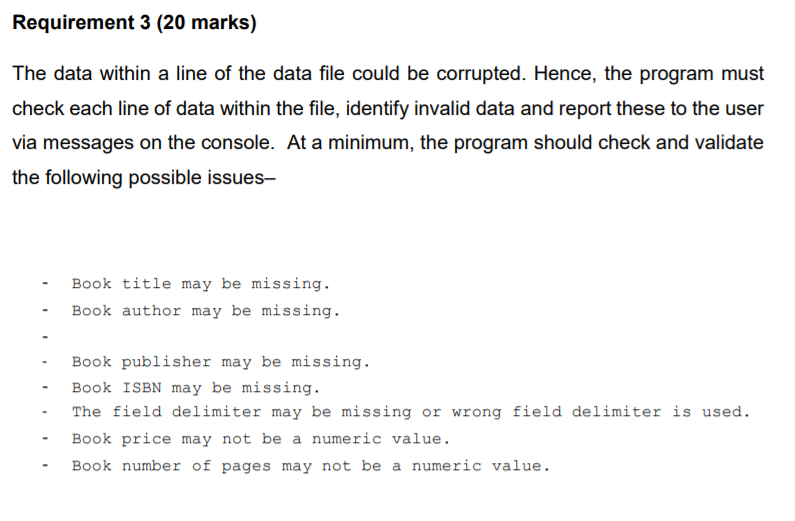 Requirement 3 (20 marks)
The data within a line of the data file could be corrupted. Hence, the program must
check each line of data within the file, identify invalid data and report these to the user
via messages on the console. At a minimum, the program should check and validate
the following possible issues–
- Book title may be missing.
- Book author may be missing.
-
- Book publisher may be missing.
- Book ISBN may be missing.
- The field delimiter may be missing or wrong field delimiter is used.
- Book price may not be a numeric value.
- Book number of pages may not be a numeric value.